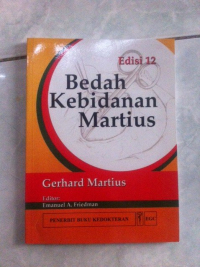 Edisi 12
Bedah
Kebidanan
Martius
Gerhard Martius
Editor:
Emanuel A. Friedman
PENERBIT BUKU KEDOKTERAN
EGC